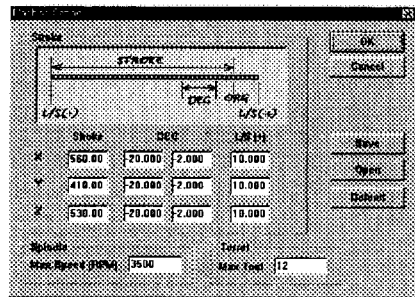 Stroke
OK
STROKE
Cancel
DEC ORG
L/S(-) L/S(+)
Stroke DEC L/S (+)
X 560.00 -20.000 -2.000 10.000
Y 410.00 -20.000 -2.000 10.000
Z 530.00 -20.000 -2.000 10.000
Save
Open
Default
Spindle
Max. Speed (RPM) 3500
Turret
Max Tool 12